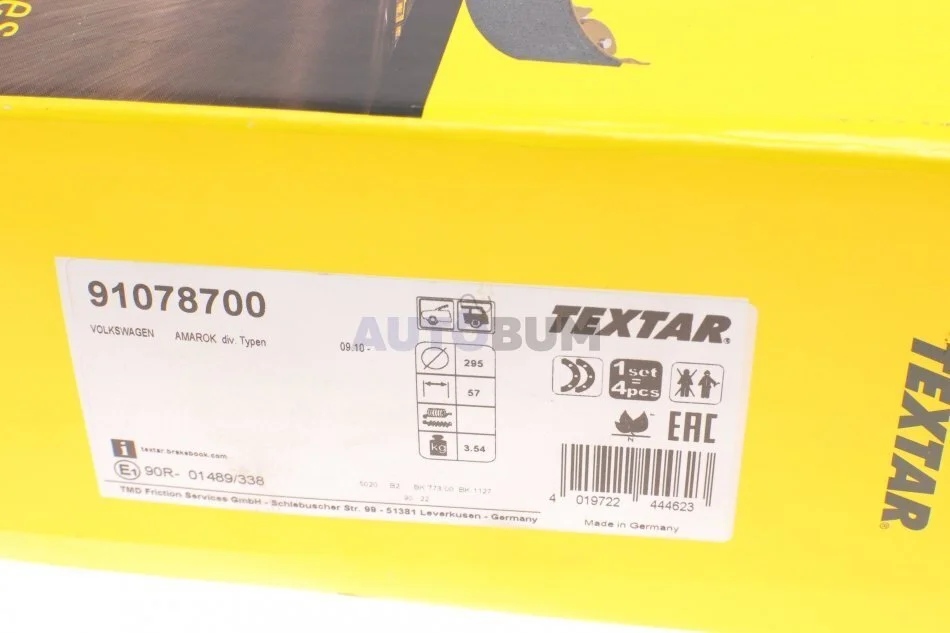 es
91078700
VOLKSWAGEN AMAROK div. Typen 09.10 -
295
57
kg 3.54
TEXTAR®
1set
=
4pcs
EAC
i textar.brakebook.com
E1 90R- 01489/338
TMD Friction Services GmbH - Schlebuscher Str. 99 - 51381 Leverkusen - Germany
4 019722 444623
Made in Germany
TEXTAR®
AUTOBUM